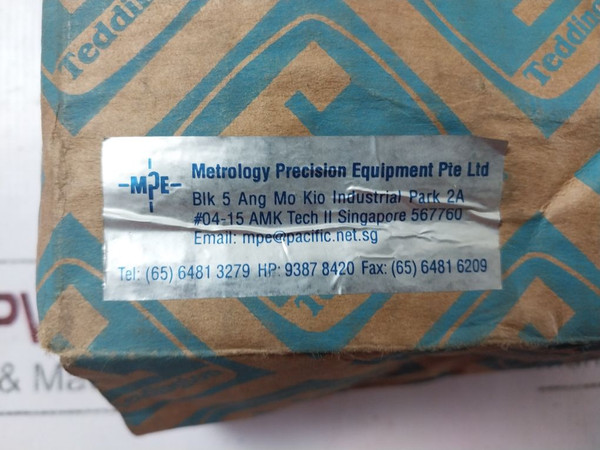 Tedding
Tedding
MPE
Metrology Precision Equipment Pte Ltd
Blk 5 Ang Mo Kio Industrial Park 2A
#04-15 AMK Tech II Singapore 567760
Email: mpe@pacific.net.sg
Tel: (65) 6481 3279 HP: 9387 8420 Fax: (65) 6481 6209
& Ma